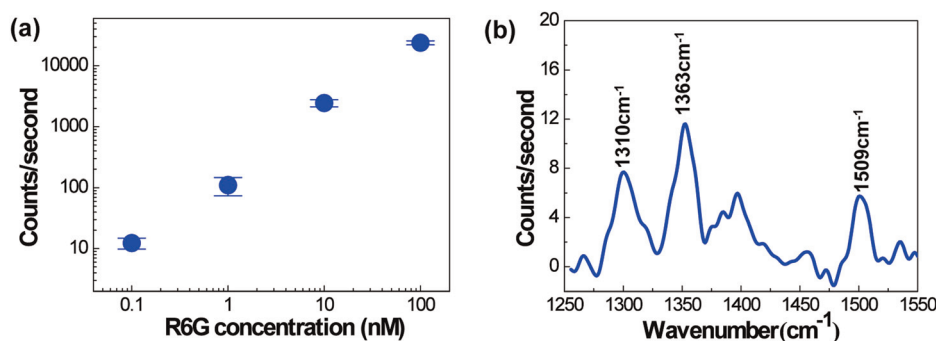 (a)
Counts/second
10000
1000
100
10
0.1 1 10 100
R6G concentration (nM)
(b)
Counts/second
20
16
12
8
4
0
1310cm-1
1363cm-1
1509cm-1
1250 1300 1350 1400 1450 1500 1550
Wavenumber(cm-1)